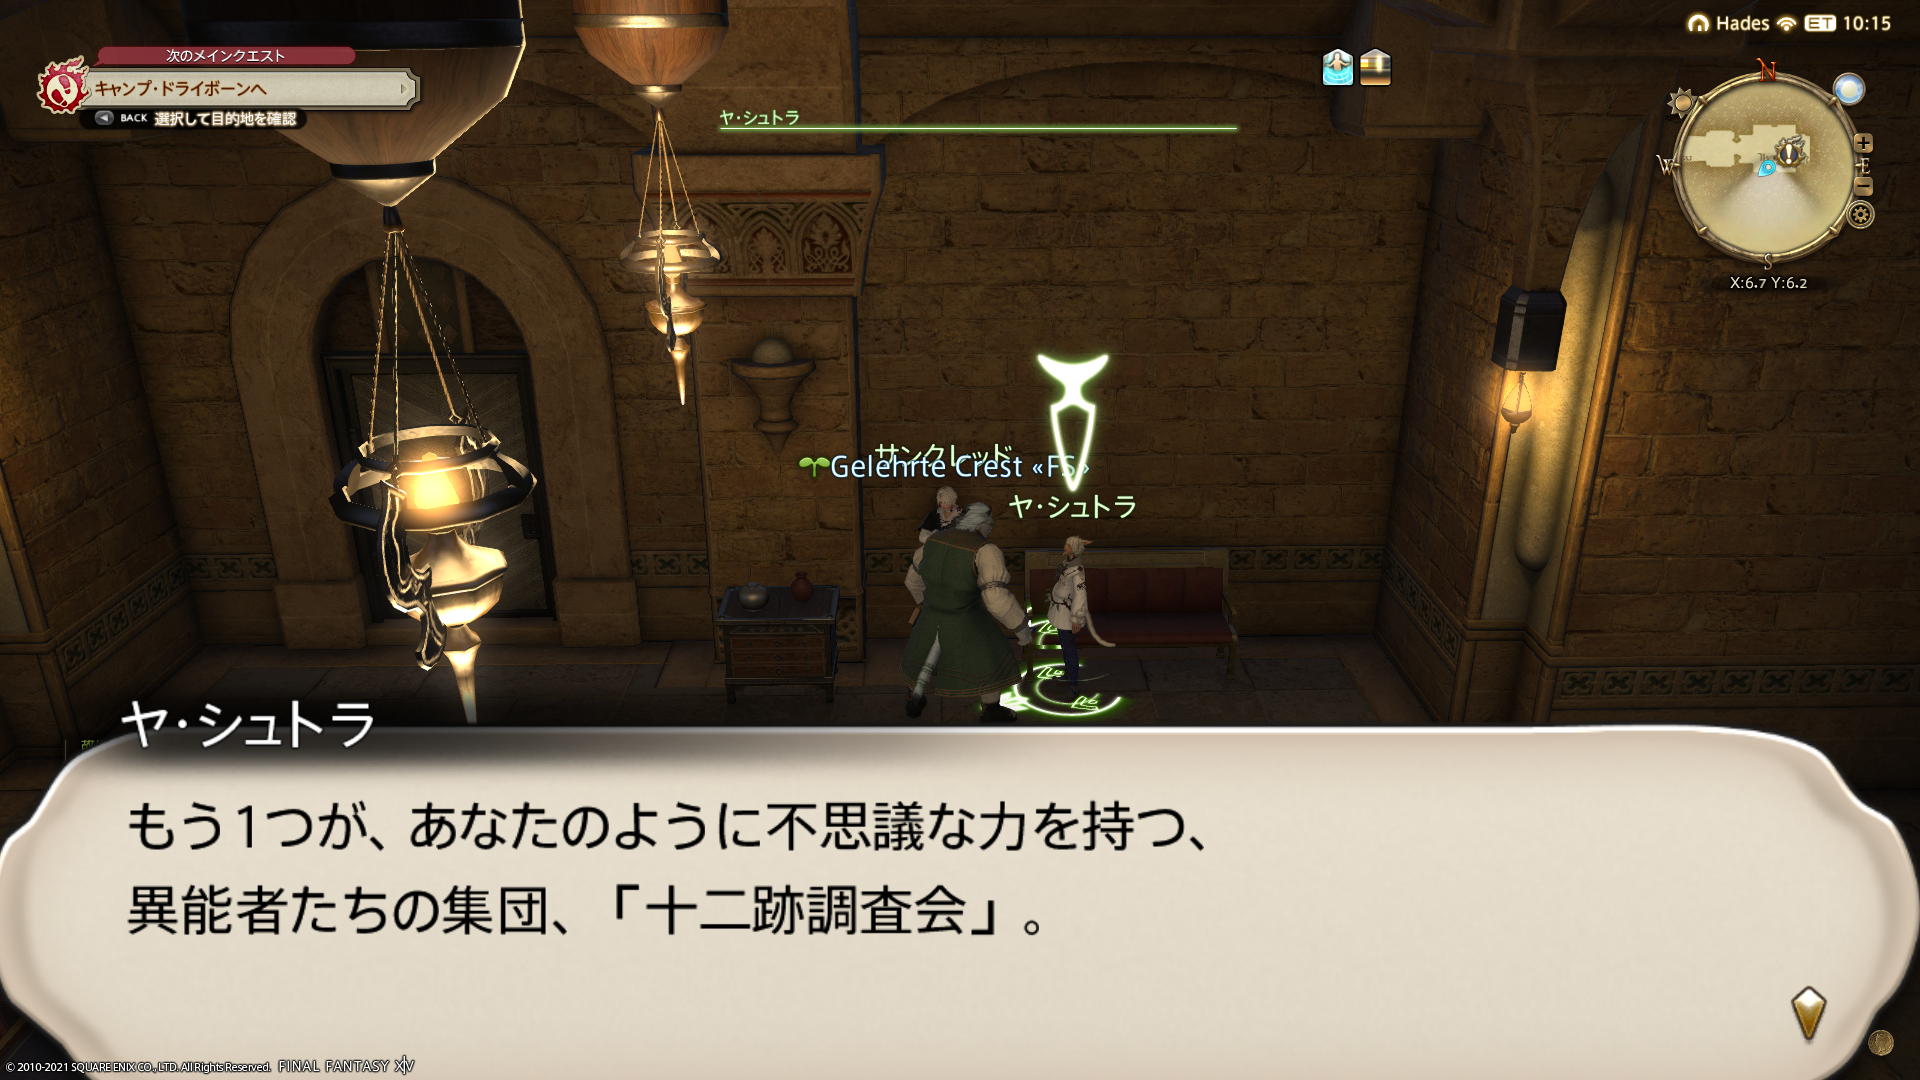 Hades ET 10:15
次のメインクエスト
キャンプ・ドライボーンへ
BACK 選択して目的地を確認
ヤ・シュトラ
N
W
E
S
X:6.7 Y:6.2
サンクレッド
Gelehrte Crest «FS»
ヤ・シュトラ
ヤ・シュトラ
もう1つが、あなたのように不思議な力を持つ、
異能者たちの集団、「十二跡調査会」。
© 2010-2021 SQUARE ENIX CO., LTD. All Rights Reserved. FINAL FANTASY XIV